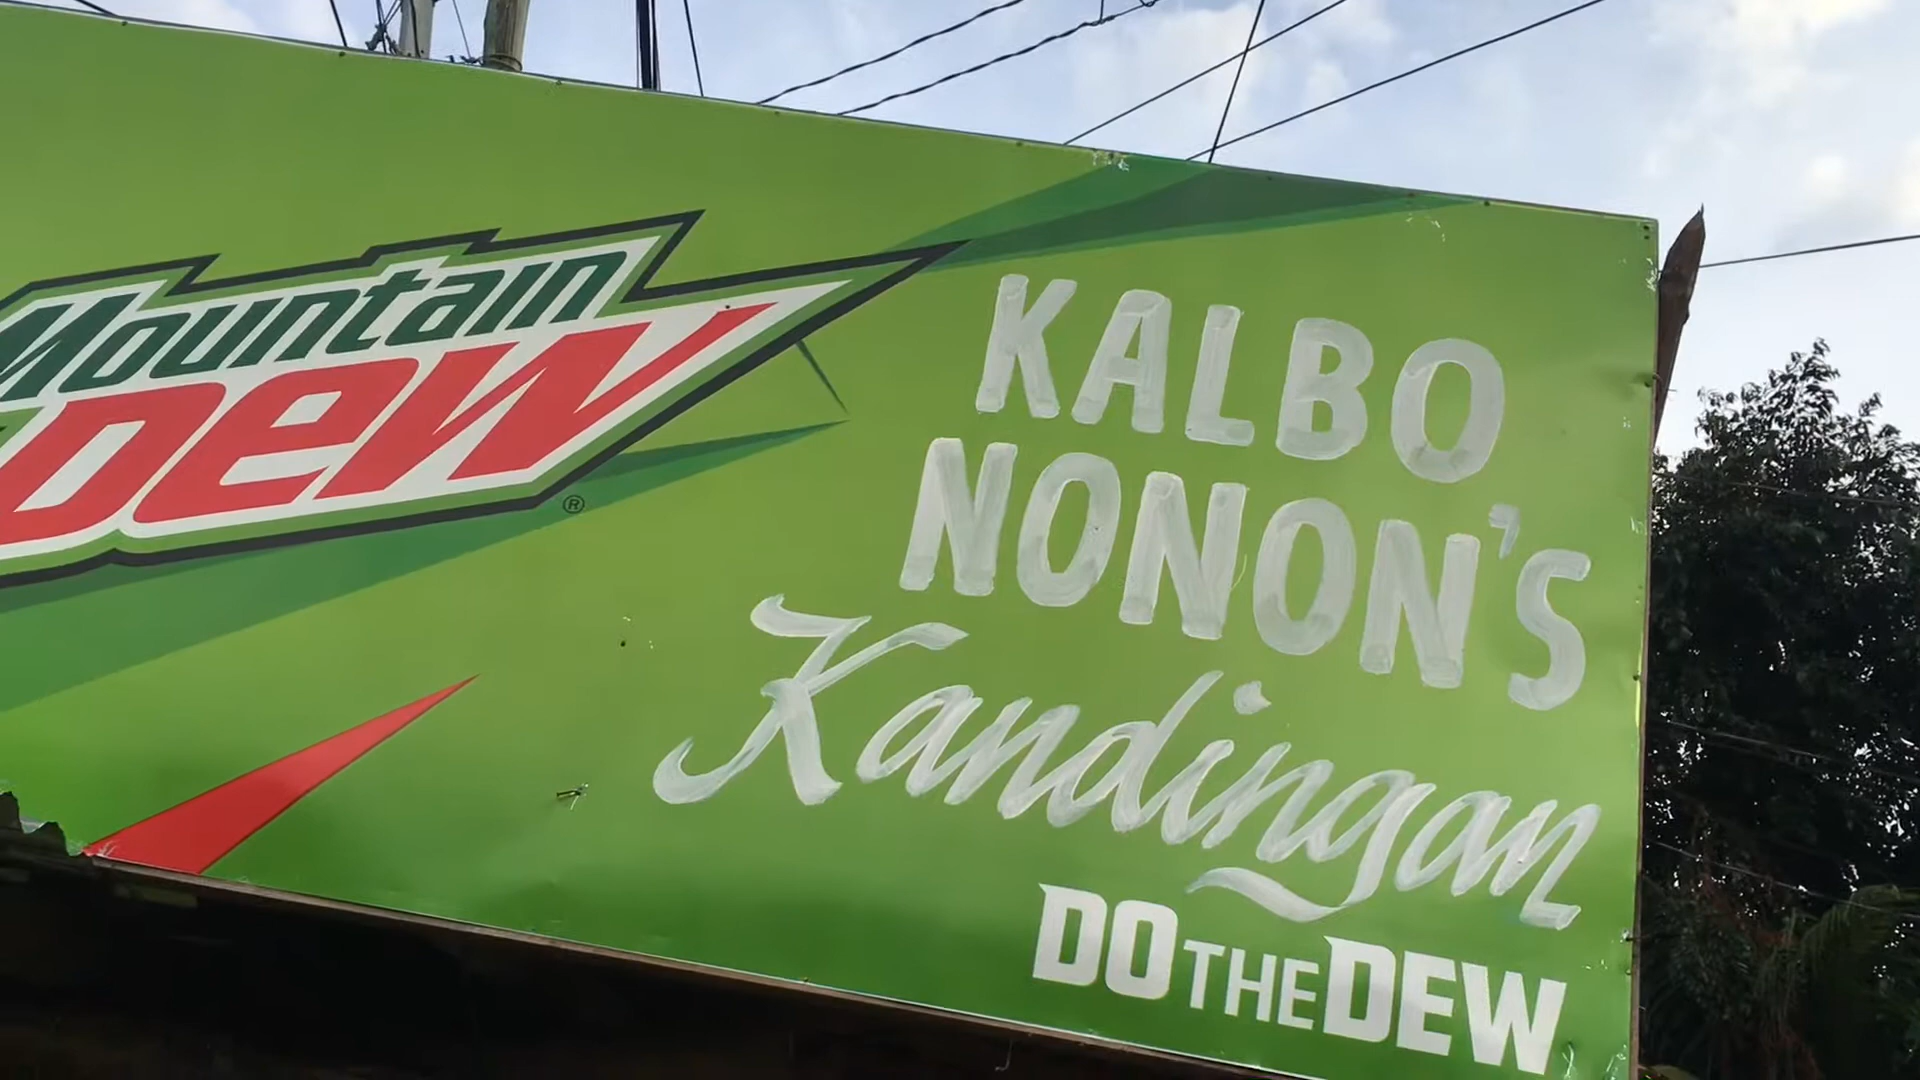 Mountain
Dew®
KALBO
NONON'S
Kandingan
DO THE DEW